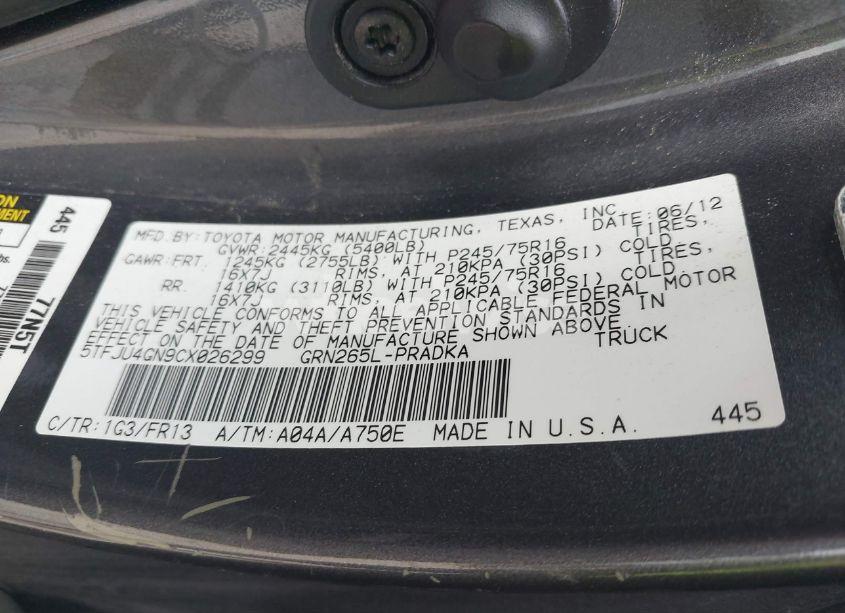 MFD.BY:TOYOTA MOTOR MANUFACTURING, TEXAS, INC. DATE:06/12
GVWR:2445KG (5400LB)
GAWR:FRT. 1245KG (2755LB) WITH P245/75R16 TIRES,
16X7J RIMS, AT 210KPA (30PSI) COLD.
RR. 1410KG (3110LB) WITH P245/75R16 TIRES,
16X7J RIMS, AT 210KPA (30PSI) COLD.
THIS VEHICLE CONFORMS TO ALL APPLICABLE FEDERAL MOTOR
VEHICLE SAFETY AND THEFT PREVENTION STANDARDS IN
EFFECT ON THE DATE OF MANUFACTURE SHOWN ABOVE
5TFJU4GN9CX026299 GRN265L-PRADKA TRUCK
C/TR:1G3/FR13 A/TM:A04A/A750E MADE IN U.S.A. 445
445
77N5T